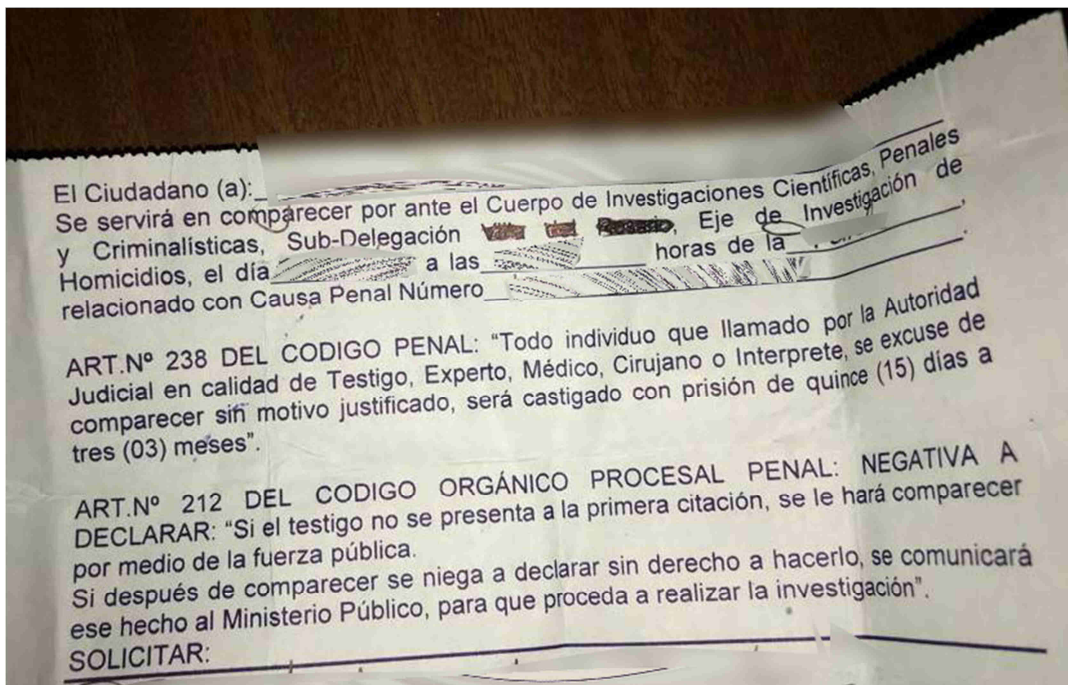 El Ciudadano (a):
Se servirá en comparecer por ante el Cuerpo de Investigaciones Científicas, Penales
y Criminalísticas, Sub-Delegación Rosario, Eje de Investigación de
Homicidios, el día a las horas de la
relacionado con Causa Penal Número
ART.Nº 238 DEL CODIGO PENAL: “Todo individuo que llamado por la Autoridad
Judicial en calidad de Testigo, Experto, Médico, Cirujano o Interprete, se excuse de
comparecer sin motivo justificado, será castigado con prisión de quince (15) días a
tres (03) meses”.
ART.Nº 212 DEL CODIGO ORGÁNICO PROCESAL PENAL: NEGATIVA A
DECLARAR: “Si el testigo no se presenta a la primera citación, se le hará comparecer
por medio de la fuerza pública.
Si después de comparecer se niega a declarar sin derecho a hacerlo, se comunicará
ese hecho al Ministerio Público, para que proceda a realizar la investigación”.
SOLICITAR: